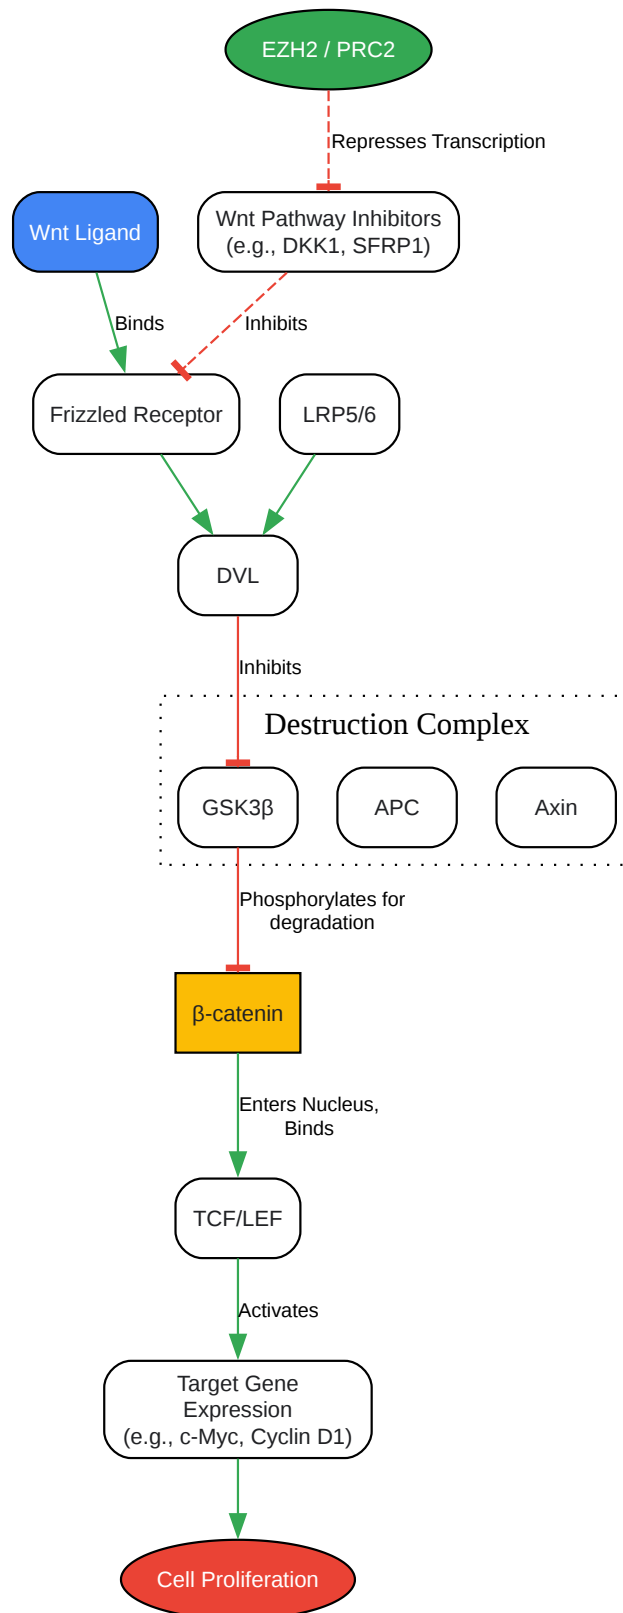 EZH2 / PRC2
Represses Transcription
Wnt Ligand
Wnt Pathway Inhibitors
(e.g., DKK1, SFRP1)
Binds
Inhibits
Frizzled Receptor
LRP5/6
DVL
Inhibits
Destruction Complex
GSK3β
APC
Axin
Phosphorylates for
degradation
β-catenin
Enters Nucleus,
Binds
TCF/LEF
Activates
Target Gene
Expression
(e.g., c-Myc, Cyclin D1)
Cell Proliferation